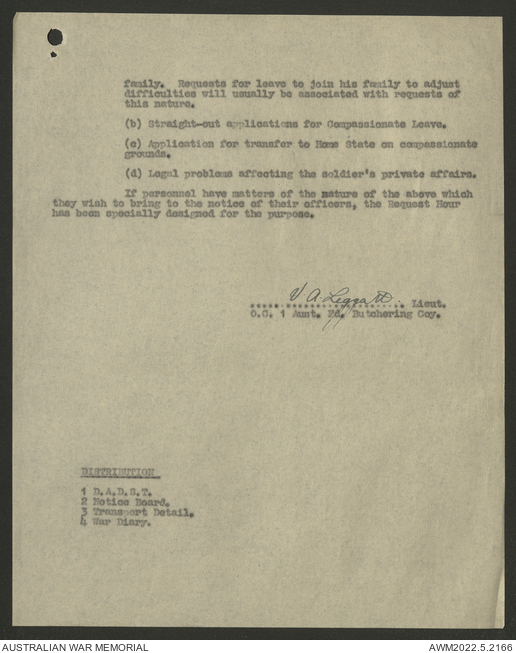 family. Requests for leave to join his family to adjust
difficulties will usually be associated with requests of
this nature.
(b) Straight-out applications for Compassionate Leave.
(c) Application for transfer to Home State on compassionate
grounds.
(d) Legal problems affecting the soldier's private affairs.
If personnel have matters of the nature of the above which
they wish to bring to the notice of their officers, the Request Hour
has been specially designed for the purpose.
V A. Leggatt. Lieut.
O.C. 1 Aust. Fd. Butchering Coy.
DISTRIBUTION
1 D.A.D.S.T.
2 Notice Board.
3 Transport Detail.
4 War Diary.
AUSTRALIAN WAR MEMORIAL
AWM2022.5.2166